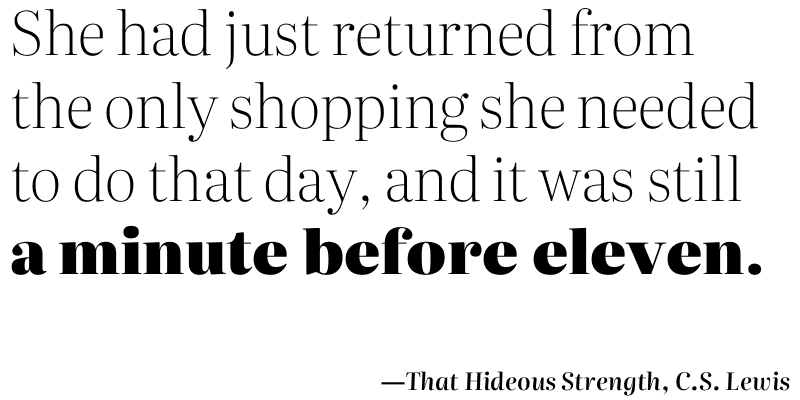 She had just returned from
the only shopping she needed
to do that day, and it was still
a minute before eleven.
—That Hideous Strength, C.S. Lewis